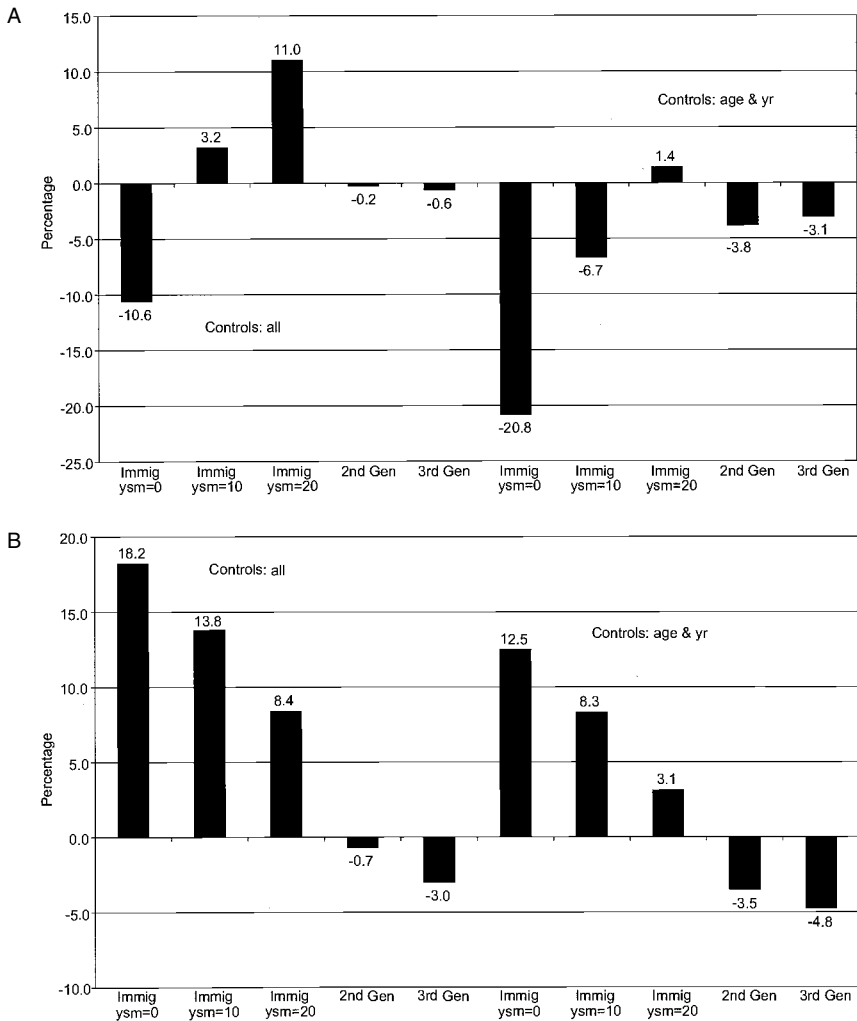 A
15.0
10.0
5.0
0.0
-5.0
-10.0
-15.0
-20.0
-25.0
Percentage
11.0
3.2
-10.6
-0.2
-0.6
Controls: all
Controls: age & yr
1.4
-20.8
-6.7
-3.8
-3.1
Immig ysm=0
Immig ysm=10
Immig ysm=20
2nd Gen
3rd Gen
Immig ysm=0
Immig ysm=10
Immig ysm=20
2nd Gen
3rd Gen
B
20.0
15.0
10.0
5.0
0.0
-5.0
-10.0
Percentage
18.2
13.8
8.4
-0.7
-3.0
Controls: all
Controls: age & yr
12.5
8.3
3.1
-3.5
-4.8
Immig ysm=0
Immig ysm=10
Immig ysm=20
2nd Gen
3rd Gen
Immig ysm=0
Immig ysm=10
Immig ysm=20
2nd Gen
3rd Gen